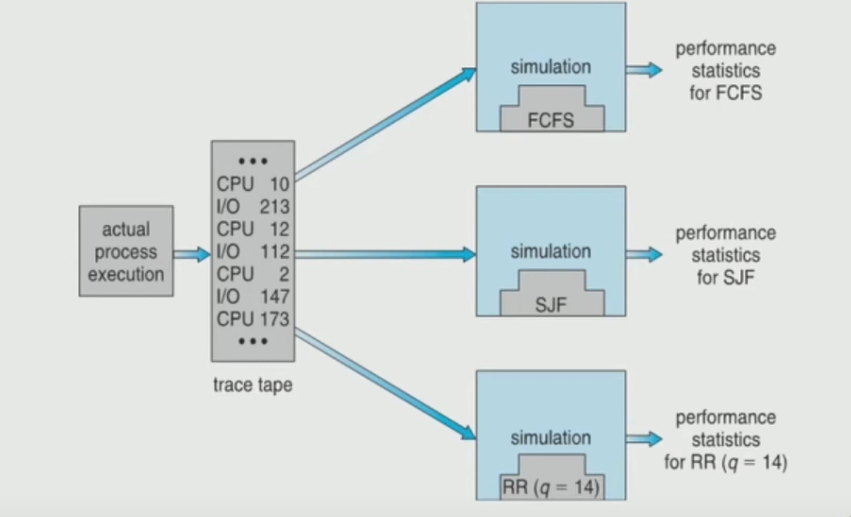 actual
process
execution
• • •
CPU 10
I/O 213
CPU 12
I/O 112
CPU 2
I/O 147
CPU 173
• • •
trace tape
simulation
FCFS
performance
statistics
for FCFS
simulation
SJF
performance
statistics
for SJF
simulation
RR (q = 14)
performance
statistics
for RR (q = 14)